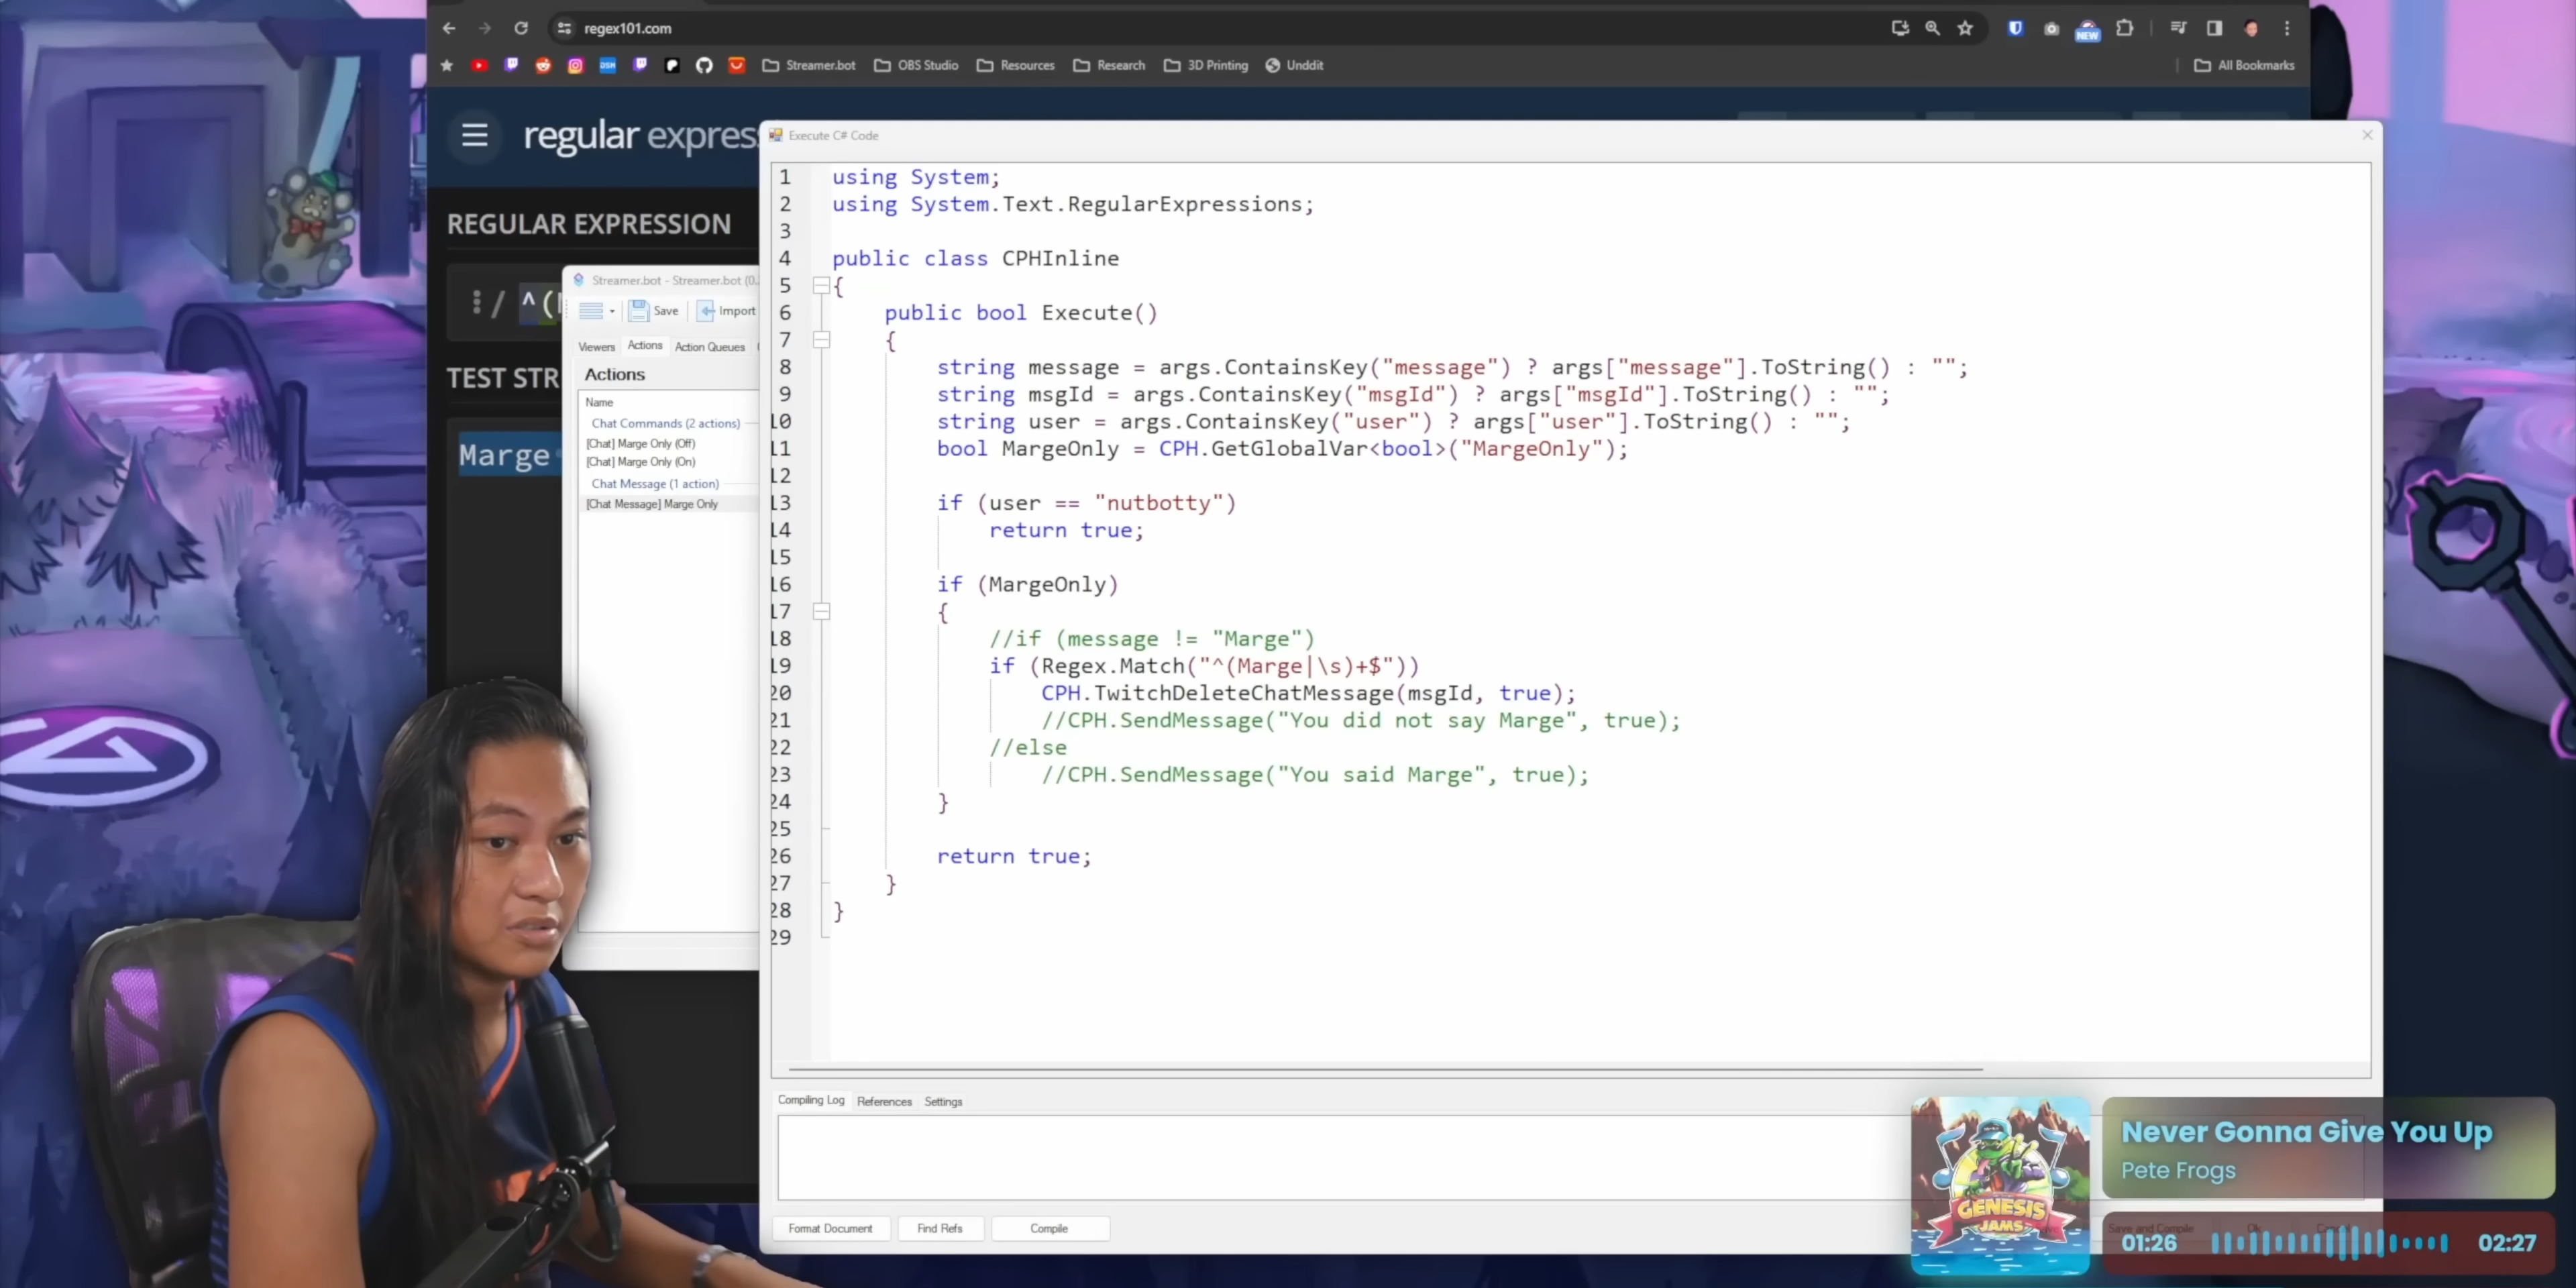 regex101.com
NEW
DSM
Streamer.bot
OBS Studio
Resources
Research
3D Printing
Unddit
All Bookmarks
regular expres
REGULAR EXPRESSION
/ ^(
TEST STR
Marge
Streamer.bot - Streamer.bot (0.
Save
Import
Viewers
Actions
Action Queues
Actions
Name
Chat Commands (2 actions)
[Chat] Marge Only (Off)
[Chat] Marge Only (On)
Chat Message (1 action)
[Chat Message] Marge Only
Execute C# Code
1 using System;
2 using System.Text.RegularExpressions;
3
4 public class CPHInline
5 {
6 public bool Execute()
7 {
8 string message = args.ContainsKey("message") ? args["message"].ToString() : "";
9 string msgId = args.ContainsKey("msgId") ? args["msgId"].ToString() : "";
10 string user = args.ContainsKey("user") ? args["user"].ToString() : "";
11 bool MargeOnly = CPH.GetGlobalVar<bool>("MargeOnly");
12
13 if (user == "nutbotty")
14 return true;
15
16 if (MargeOnly)
17 {
18 //if (message != "Marge")
19 if (Regex.Match("^(Marge|\s)+$"))
20 CPH.TwitchDeleteChatMessage(msgId, true);
21 //CPH.SendMessage("You did not say Marge", true);
22 //else
23 //CPH.SendMessage("You said Marge", true);
24 }
25
26 return true;
27 }
28 }
29
Compiling Log
References
Settings
Format Document
Find Refs
Compile
Save and Compile
Ok
GENESIS
JAMS
Never Gonna Give You Up
Pete Frogs
01:26
02:27